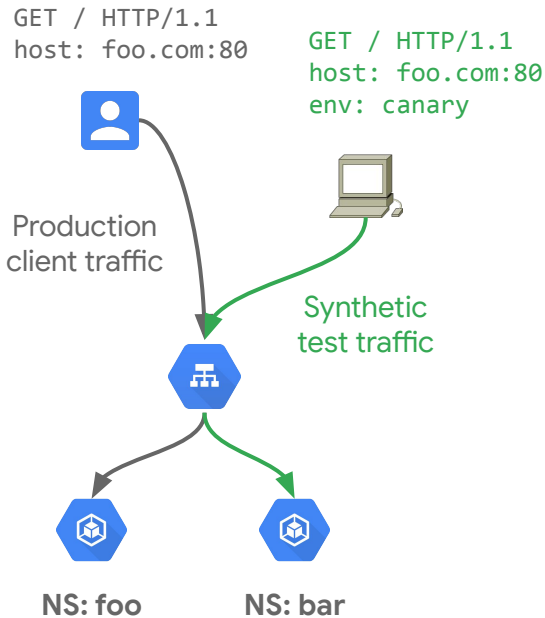 GET / HTTP/1.1
host: foo.com:80
GET / HTTP/1.1
host: foo.com:80
env: canary
Production
client traffic
Synthetic
test traffic
NS: foo
NS: bar